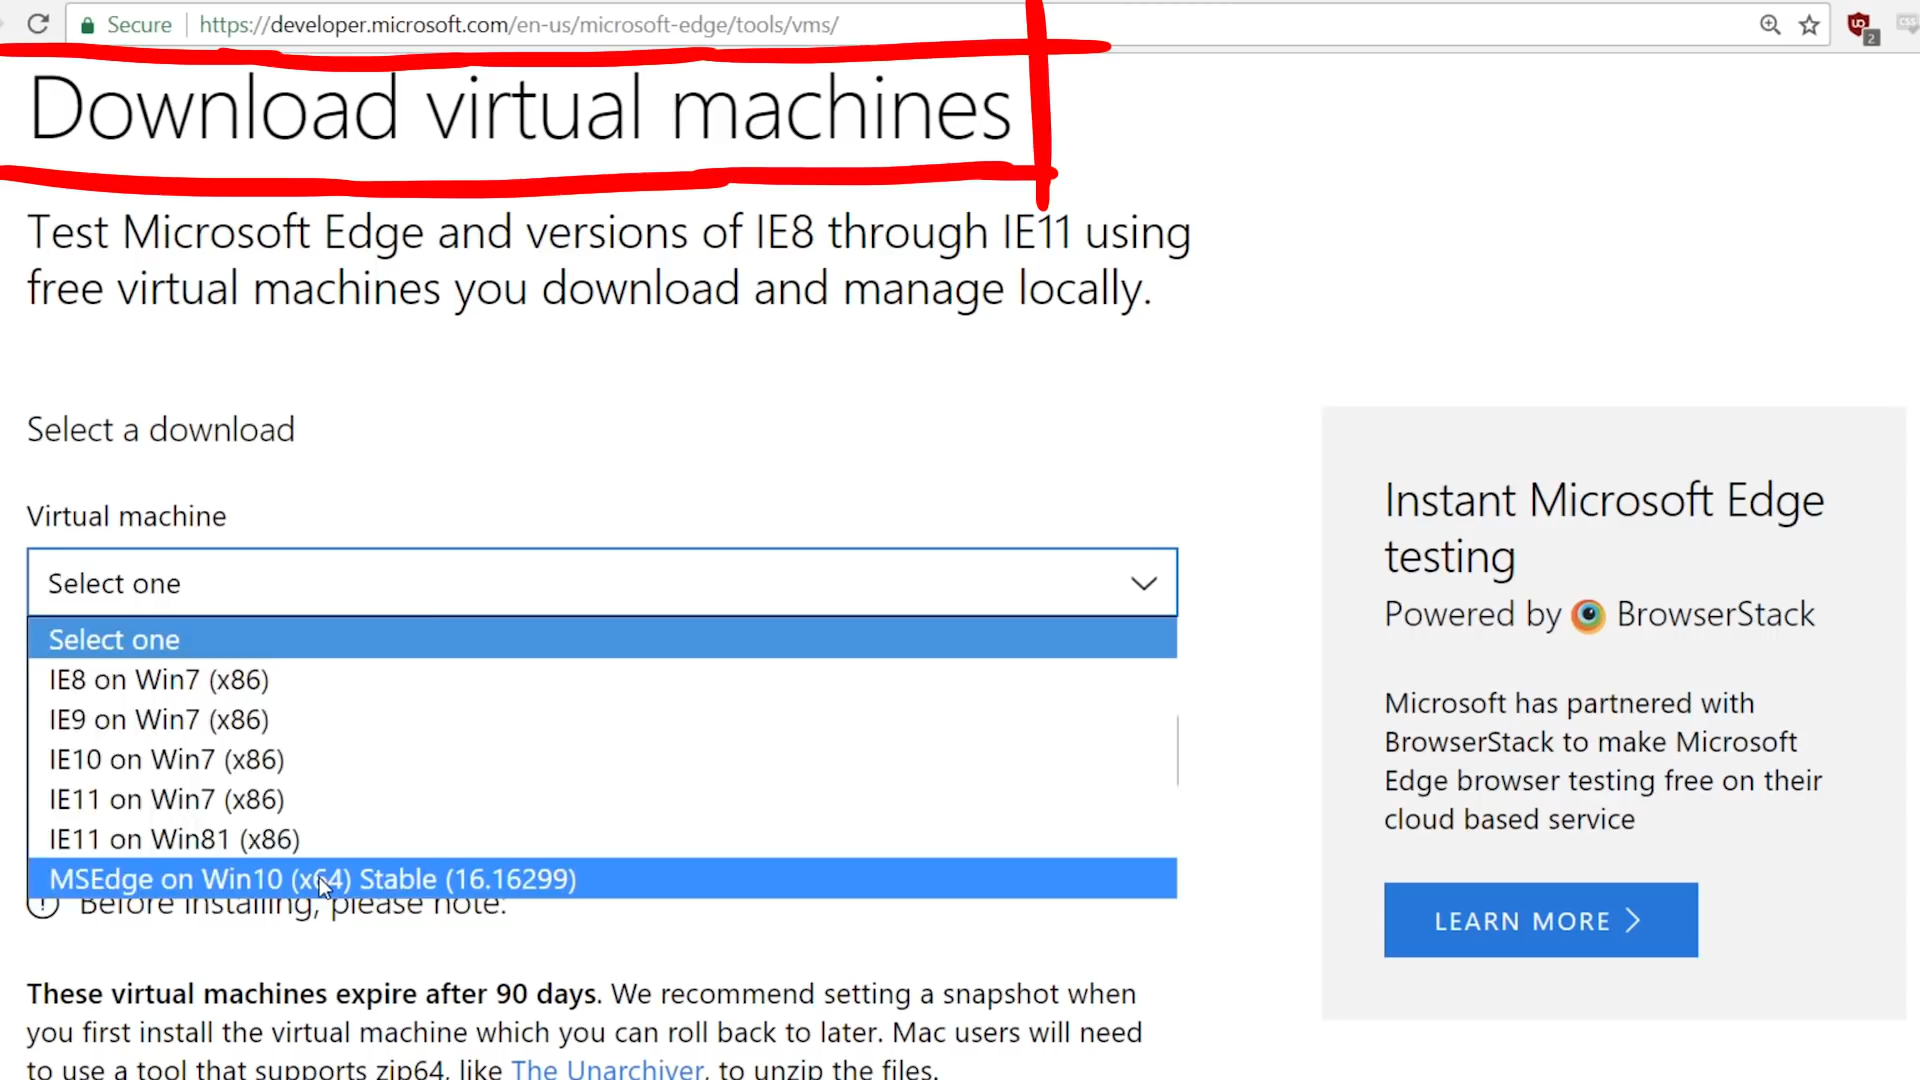 Secure https://developer.microsoft.com/en-us/microsoft-edge/tools/vms/
2
Download virtual machines
Test Microsoft Edge and versions of IE8 through IE11 using
free virtual machines you download and manage locally.
Select a download
Virtual machine
Select one
Select one
IE8 on Win7 (x86)
IE9 on Win7 (x86)
IE10 on Win7 (x86)
IE11 on Win7 (x86)
IE11 on Win81 (x86)
MSEdge on Win10 (x64) Stable (16.16299)
Before installing, please note:
These virtual machines expire after 90 days. We recommend setting a snapshot when
you first install the virtual machine which you can roll back to later. Mac users will need
to use a tool that supports zip64, like The Unarchiver, to unzip the files.
Instant Microsoft Edge
testing
Powered by BrowserStack
Microsoft has partnered with
BrowserStack to make Microsoft
Edge browser testing free on their
cloud based service
LEARN MORE